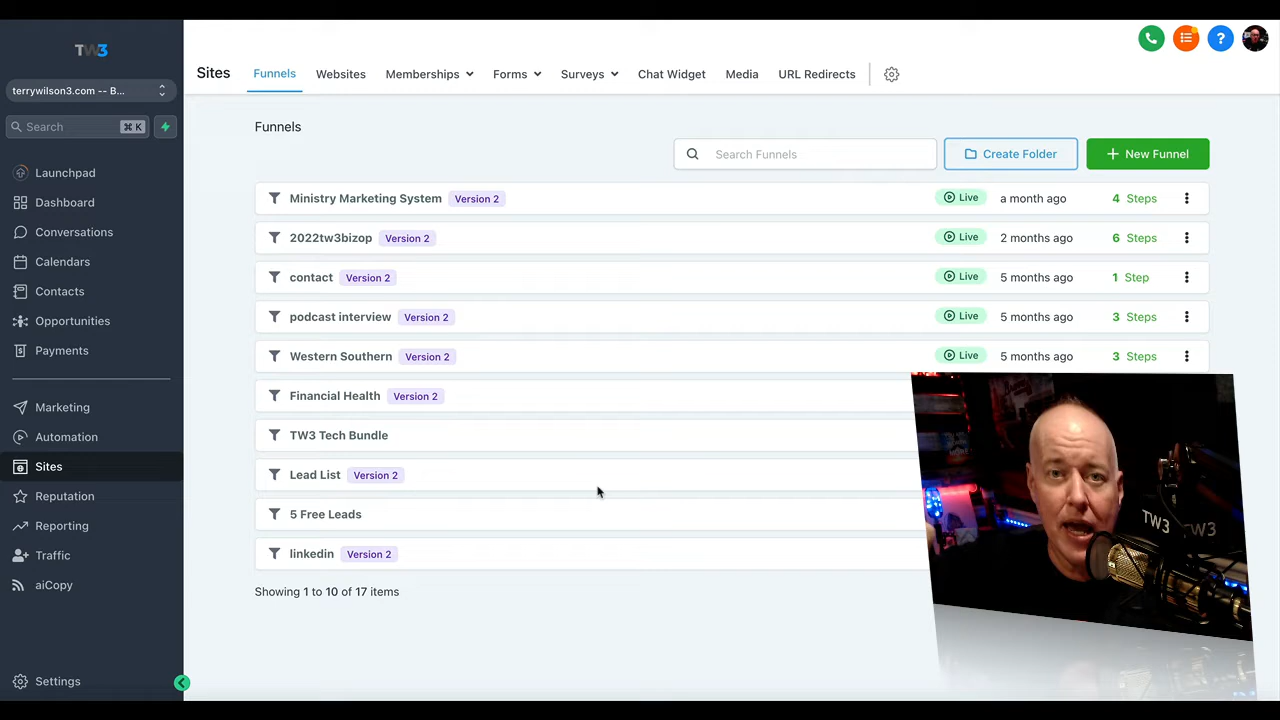 TW3
terrywilson3.com -- B...
Search ⌘ K
Launchpad
Dashboard
Conversations
Calendars
Contacts
Opportunities
Payments
Marketing
Automation
Sites
Reputation
Reporting
Traffic
aiCopy
Settings
Sites Funnels Websites Memberships Forms Surveys Chat Widget Media URL Redirects
Funnels
Search Funnels Create Folder + New Funnel
Ministry Marketing System Version 2 Live a month ago 4 Steps
2022tw3bizop Version 2 Live 2 months ago 6 Steps
contact Version 2 Live 5 months ago 1 Step
podcast interview Version 2 Live 5 months ago 3 Steps
Western Southern Version 2 Live 5 months ago 3 Steps
Financial Health Version 2
TW3 Tech Bundle
Lead List Version 2
5 Free Leads
linkedin Version 2
Showing 1 to 10 of 17 items
TW3 TW3